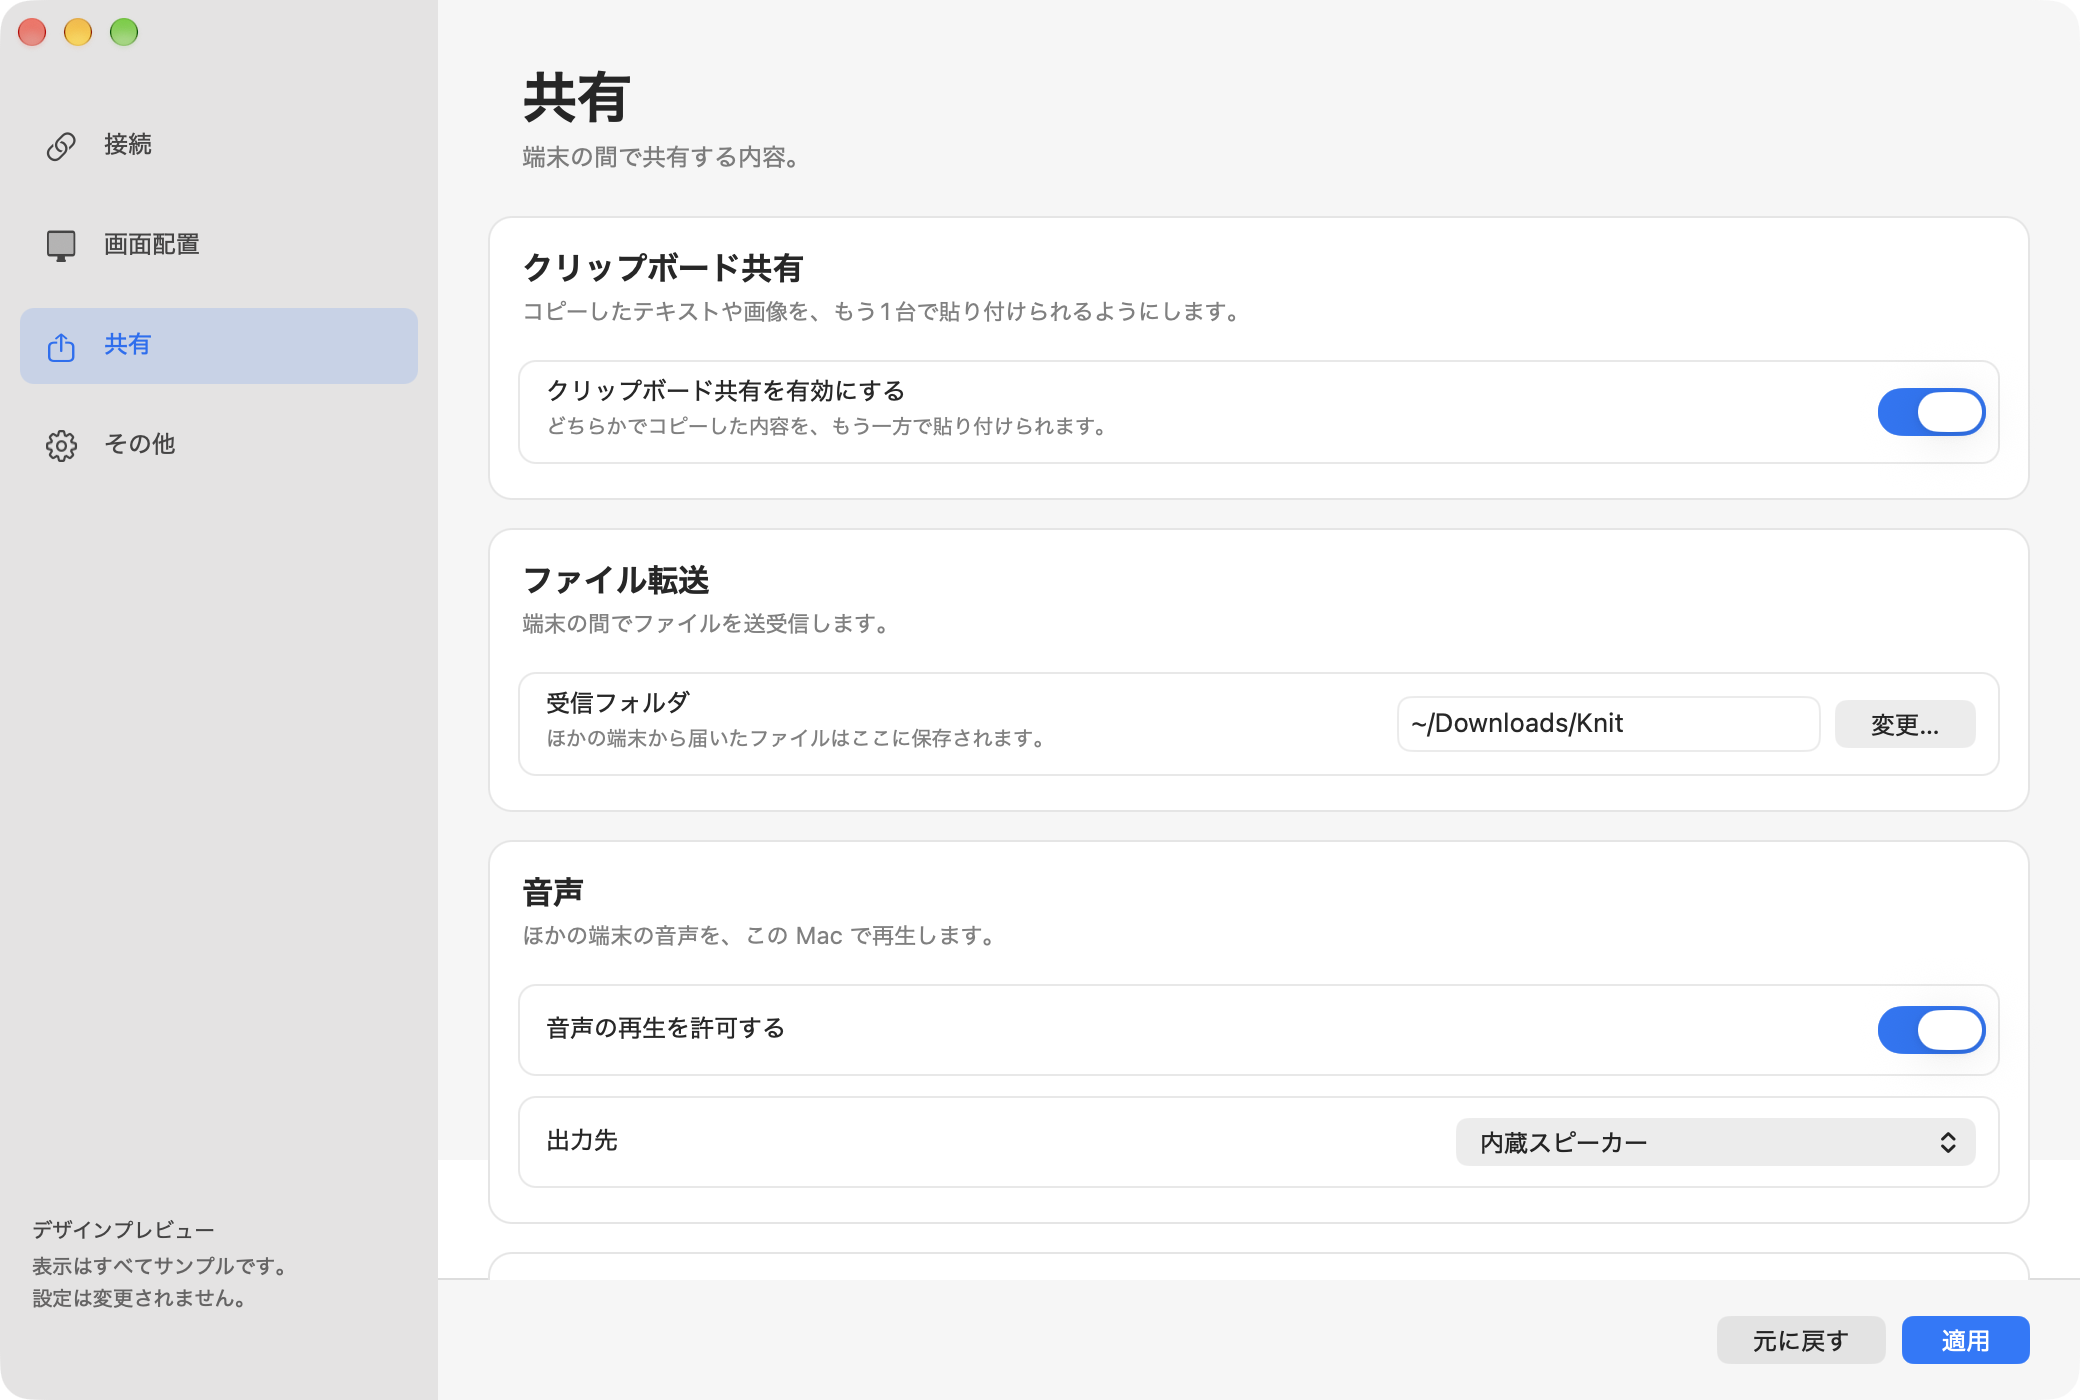 接続
画面配置
共有
その他
デザインプレビュー
表示はすべてサンプルです。
設定は変更されません。
共有
端末の間で共有する内容。
クリップボード共有
コピーしたテキストや画像を、もう1台で貼り付けられるようにします。
クリップボード共有を有効にする
どちらかでコピーした内容を、もう一方で貼り付けられます。
ファイル転送
端末の間でファイルを送受信します。
受信フォルダ
ほかの端末から届いたファイルはここに保存されます。
~/Downloads/Knit
変更...
音声
ほかの端末の音声を、この Mac で再生します。
音声の再生を許可する
出力先
内蔵スピーカー
元に戻す
適用